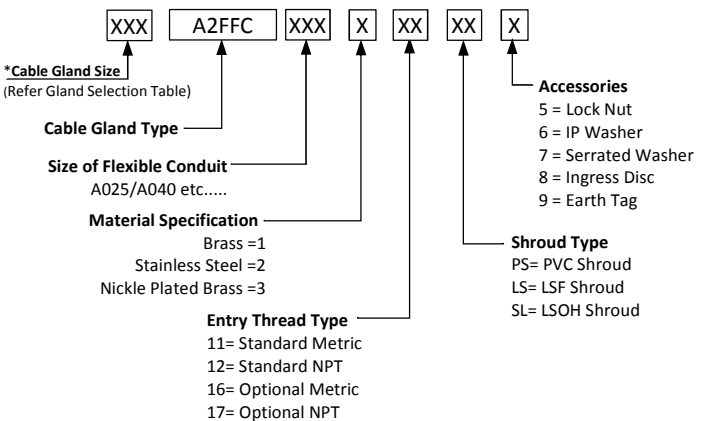 XXX A2FFC XXX X XX XX X
*Cable Gland Size
(Refer Gland Selection Table)
Cable Gland Type
Size of Flexible Conduit
A025/A040 etc.....
Material Specification
Brass =1
Stainless Steel =2
Nickle Plated Brass =3
Entry Thread Type
11= Standard Metric
12= Standard NPT
16= Optional Metric
17= Optional NPT
Accessories
5 = Lock Nut
6 = IP Washer
7 = Serrated Washer
8 = Ingress Disc
9 = Earth Tag
Shroud Type
PS= PVC Shroud
LS= LSF Shroud
SL= LSOH Shroud